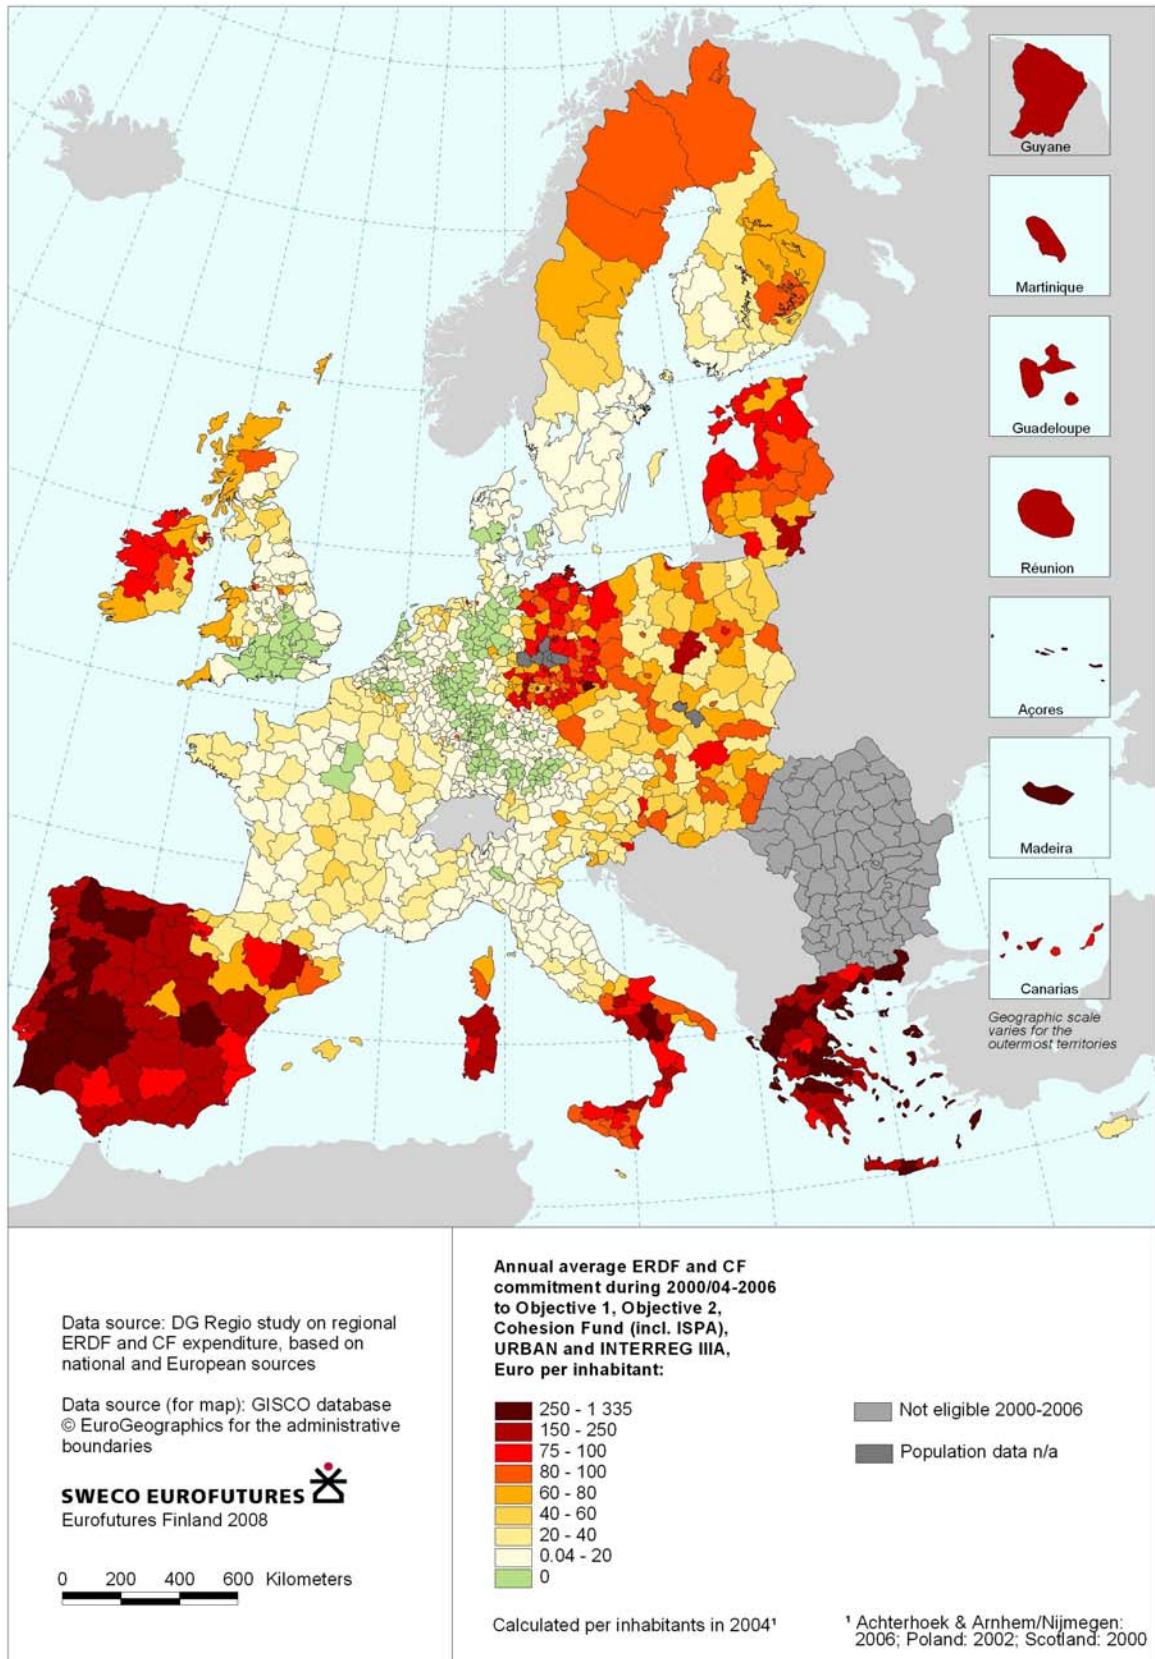 Guyane
Martinique
Guadeloupe
Réunion
Açores
Madeira
Canarias
Geographic scale
varies for the
outermost territories
Data source: DG Regio study on regional
ERDF and CF expenditure, based on
national and European sources
Data source (for map): GISCO database
© EuroGeographics for the administrative
boundaries
SWECO EUROFUTURES
Eurofutures Finland 2008
0 200 400 600 Kilometers
Annual average ERDF and CF
commitment during 2000/04-2006
to Objective 1, Objective 2,
Cohesion Fund (incl. ISPA),
URBAN and INTERREG IIIA,
Euro per inhabitant:
250 - 1 335
150 - 250
75 - 100
80 - 100
60 - 80
40 - 60
20 - 40
0.04 - 20
0
Not eligible 2000-2006
Population data n/a
Calculated per inhabitants in 2004¹
¹ Achterhoek & Arnhem/Nijmegen:
2006; Poland: 2002; Scotland: 2000